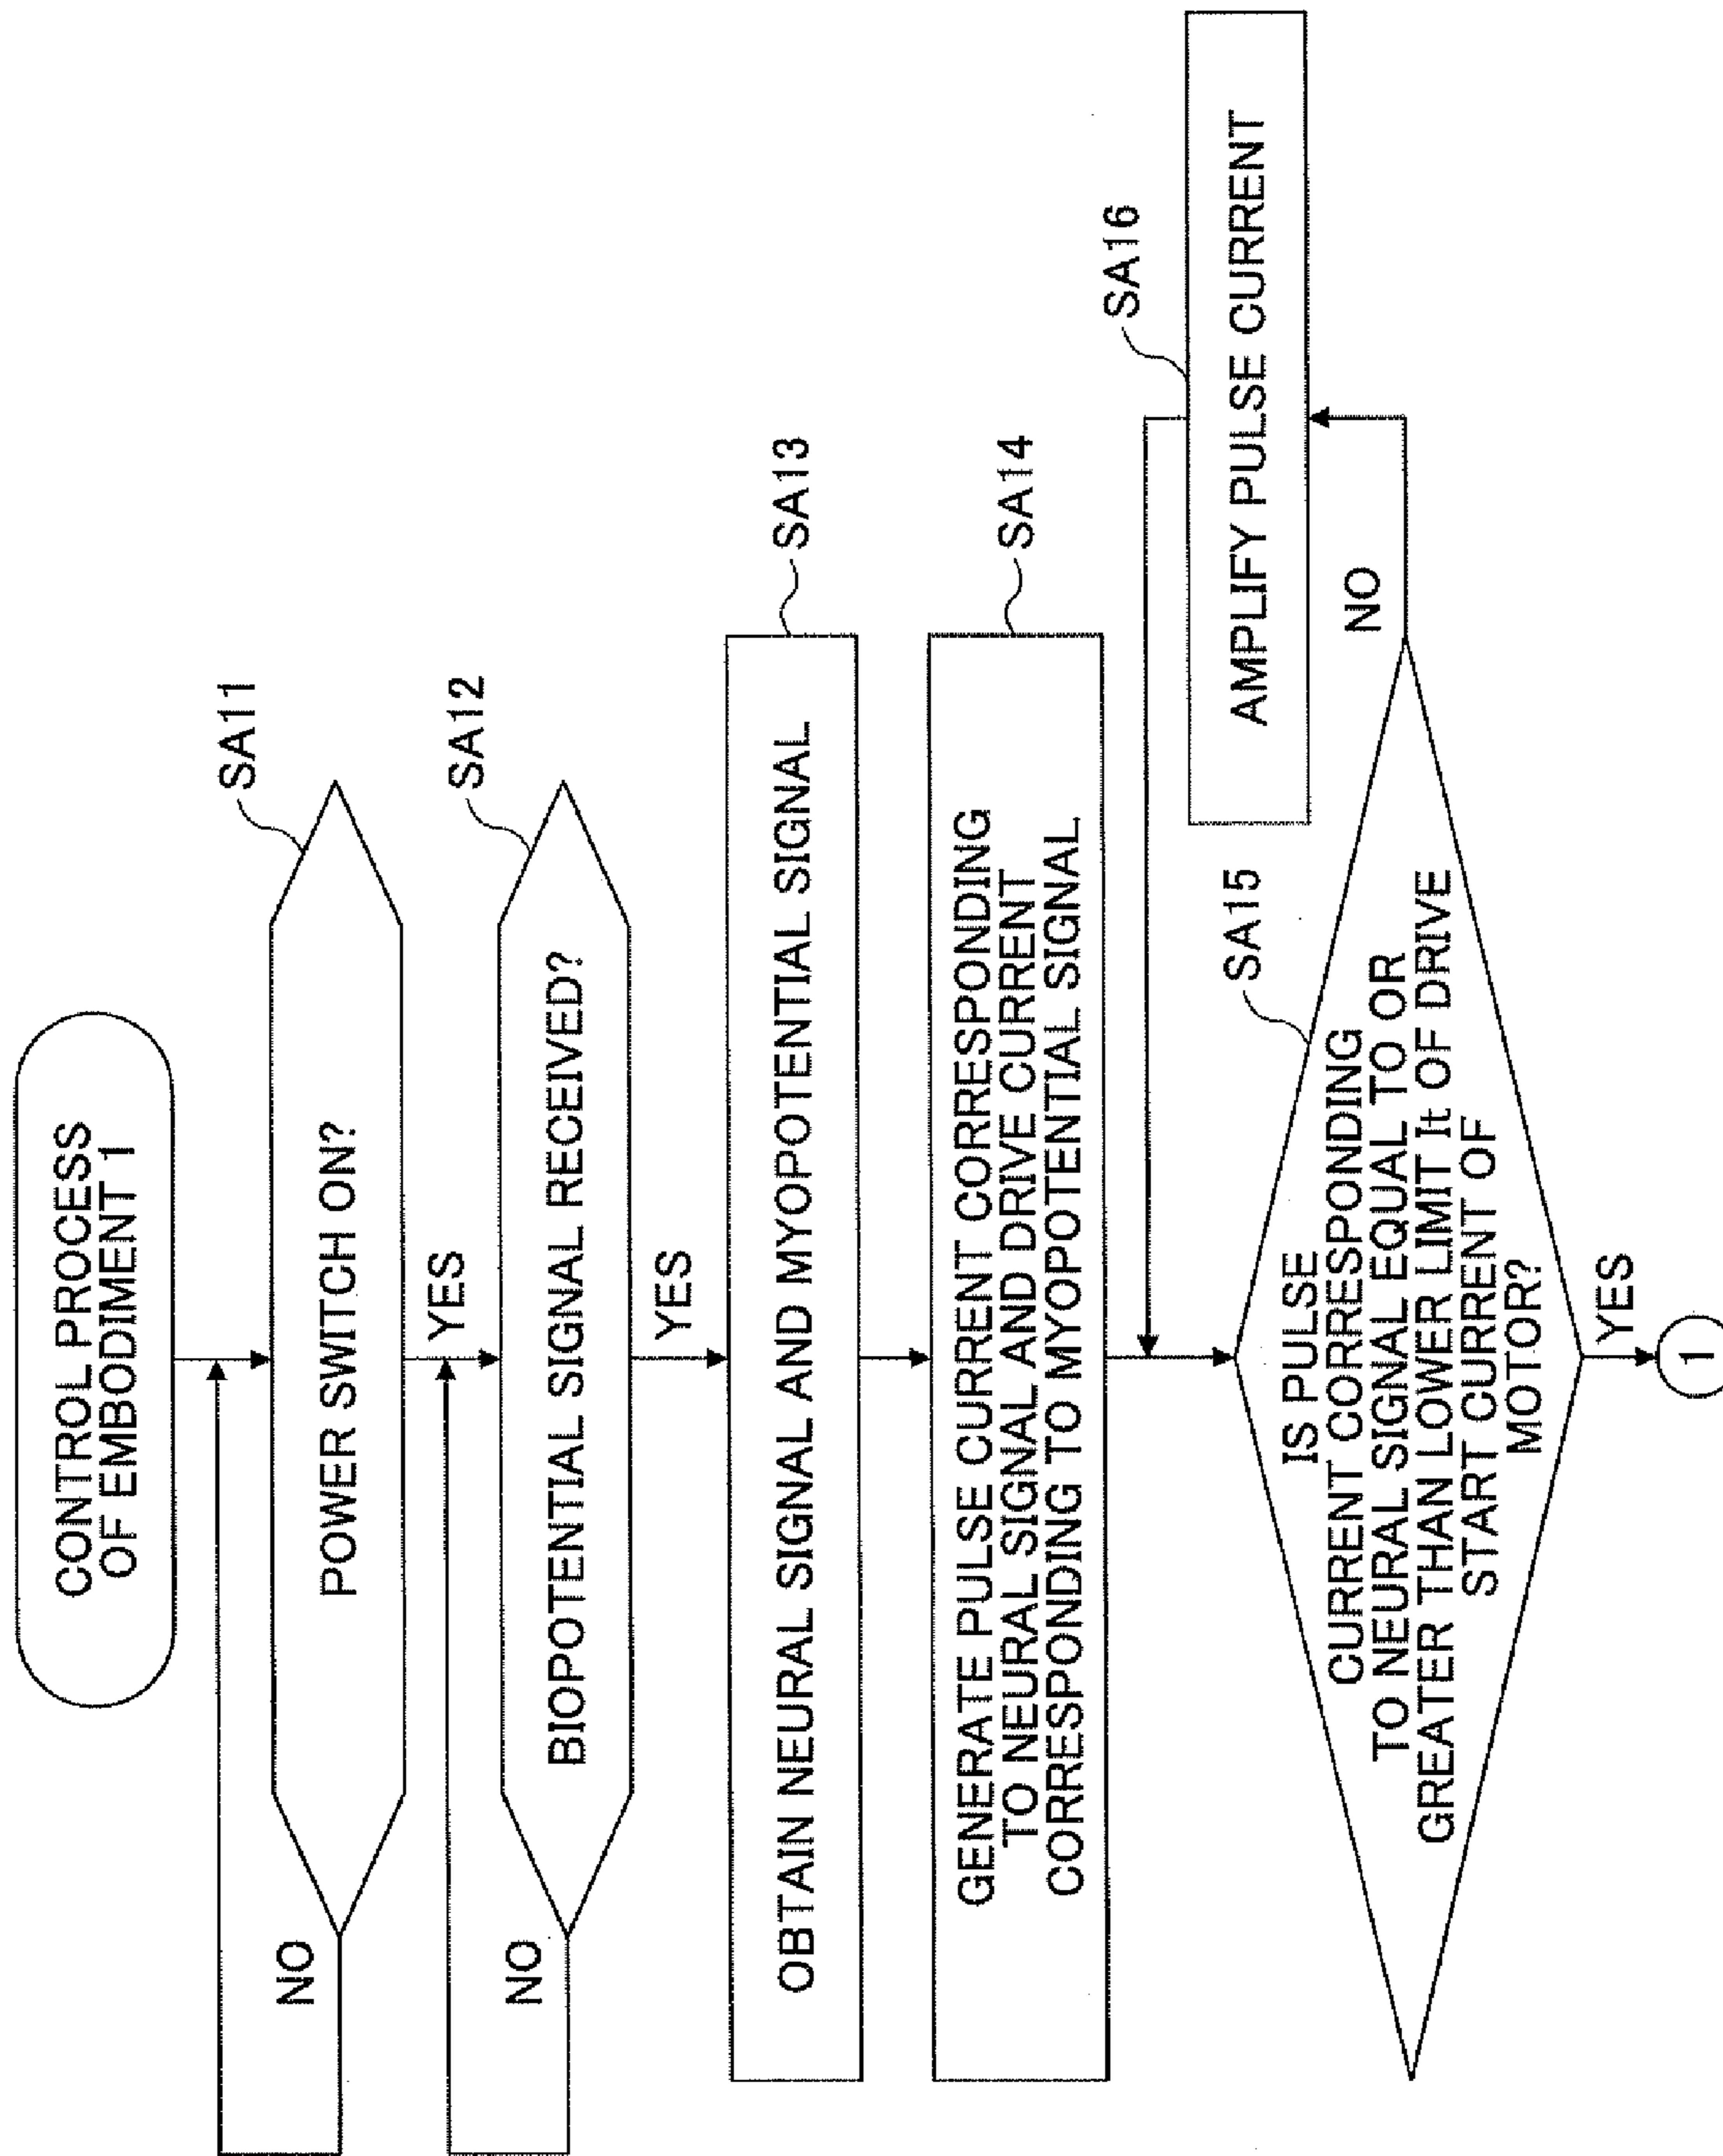 CONTROL PROCESS
OF EMBODIMENT 1
SA11
POWER SWITCH ON?
NO
YES
SA12
BIOPOTENTIAL SIGNAL RECEIVED?
NO
YES
SA13
OBTAIN NEURAL SIGNAL AND MYOPOTENTIAL SIGNAL
SA14
GENERATE PULSE CURRENT CORRESPONDING
TO NEURAL SIGNAL AND DRIVE CURRENT
CORRESPONDING TO MYOPOTENTIAL SIGNAL
SA16
AMPLIFY PULSE CURRENT
SA15
IS PULSE
CURRENT CORRESPONDING
TO NEURAL SIGNAL EQUAL TO OR
GREATER THAN LOWER LIMIT It OF DRIVE
START CURRENT OF
MOTOR?
NO
YES
1